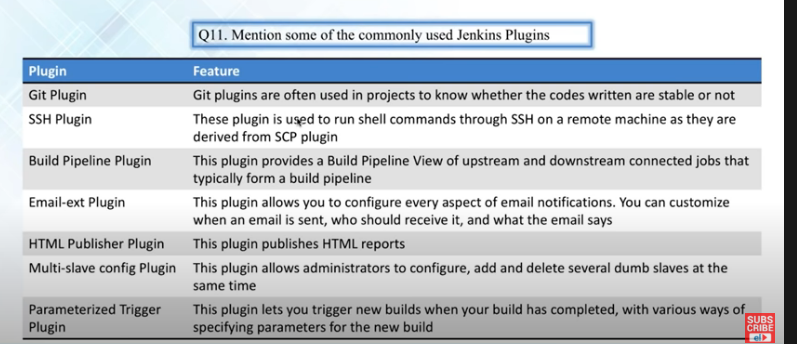 Q11. Mention some of the commonly used Jenkins Plugins
Plugin Feature
Git Plugin Git plugins are often used in projects to know whether the codes written are stable or not
SSH Plugin These plugin is used to run shell commands through SSH on a remote machine as they are
derived from SCP plugin
Build Pipeline Plugin This plugin provides a Build Pipeline View of upstream and downstream connected jobs that
typically form a build pipeline
Email-ext Plugin This plugin allows you to configure every aspect of email notifications. You can customize
when an email is sent, who should receive it, and what the email says
HTML Publisher Plugin This plugin publishes HTML reports
Multi-slave config Plugin This plugin allows administrators to configure, add and delete several dumb slaves at the
same time
Parameterized Trigger This plugin lets you trigger new builds when your build has completed, with various ways of
Plugin specifying parameters for the new build
SUBS
CRIBE